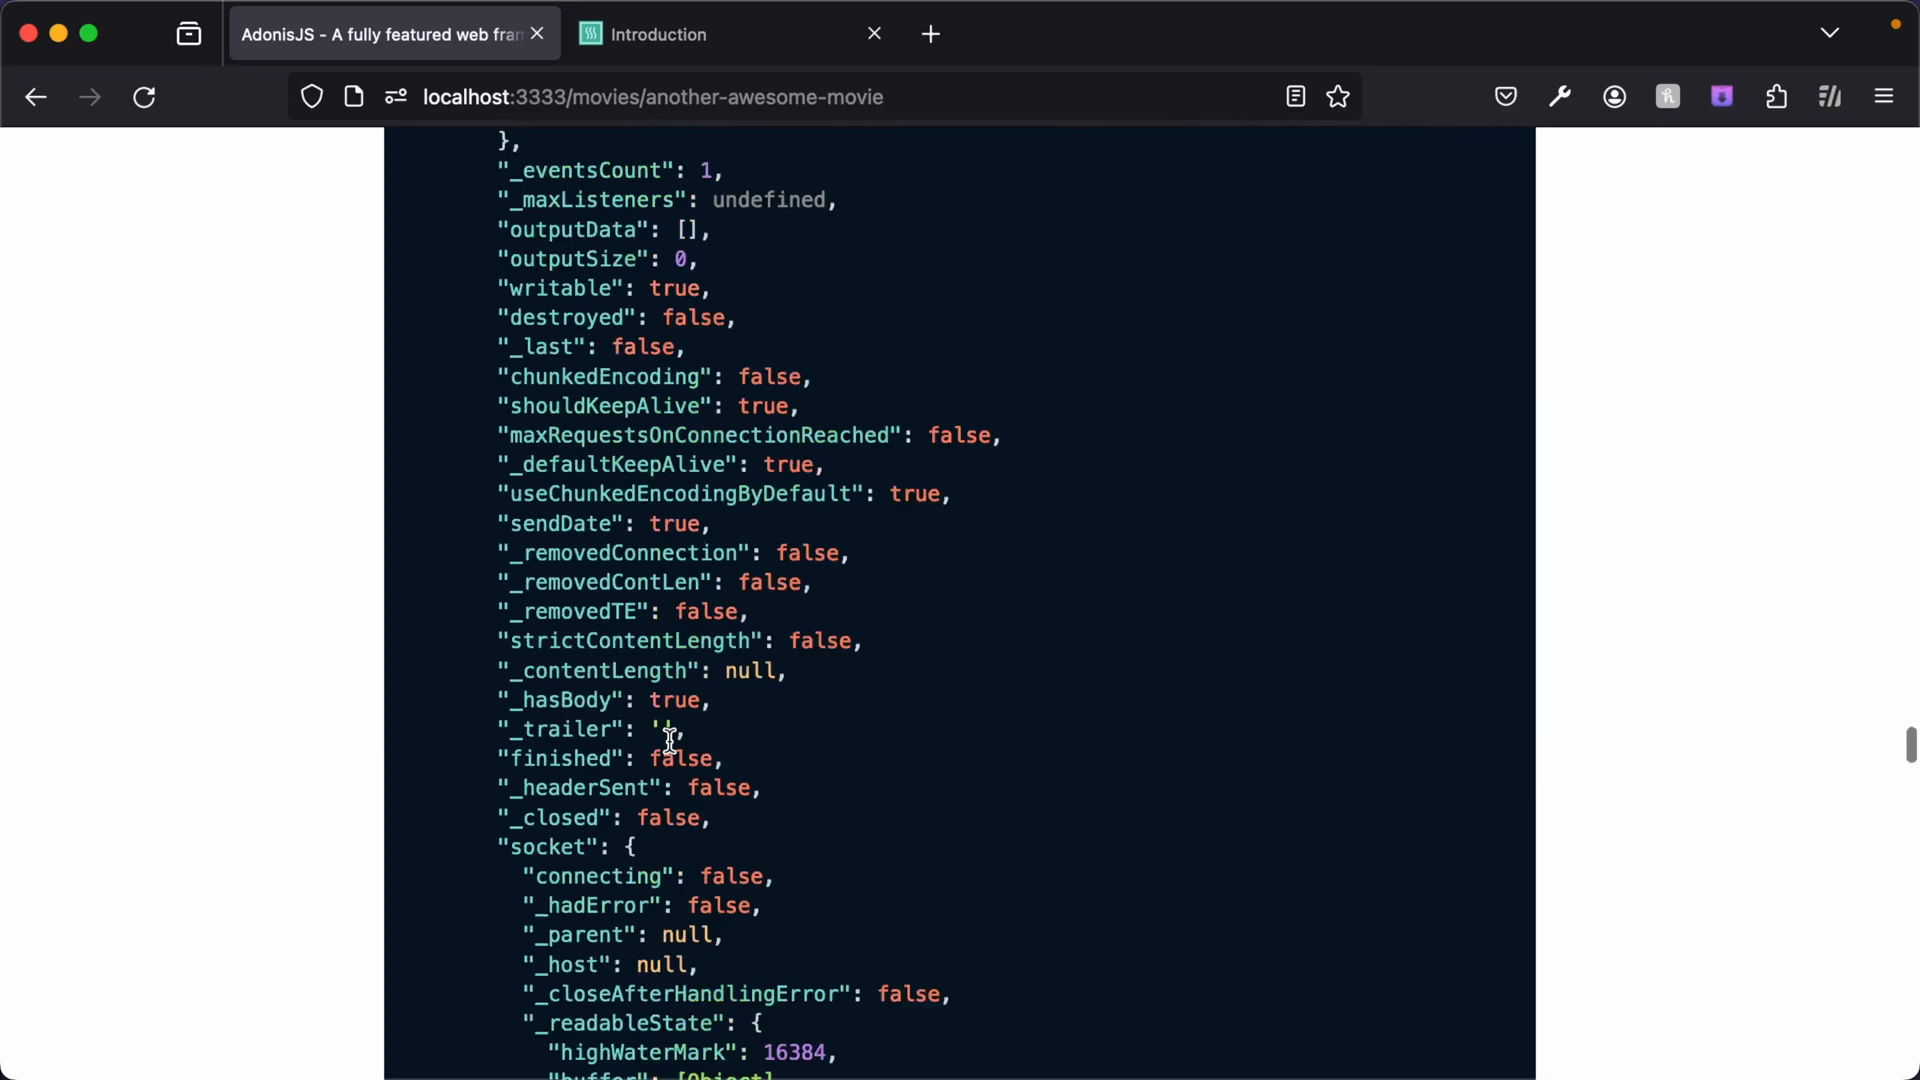 AdonisJS - A fully featured web fran
Introduction
localhost:3333/movies/another-awesome-movie
},
"_eventsCount": 1,
"_maxListeners": undefined,
"outputData": [],
"outputSize": 0,
"writable": true,
"destroyed": false,
"_last": false,
"chunkedEncoding": false,
"shouldKeepAlive": true,
"maxRequestsOnConnectionReached": false,
"_defaultKeepAlive": true,
"useChunkedEncodingByDefault": true,
"sendDate": true,
"_removedConnection": false,
"_removedContLen": false,
"_removedTE": false,
"strictContentLength": false,
"_contentLength": null,
"_hasBody": true,
"_trailer": '',
"finished": false,
"_headerSent": false,
"_closed": false,
"socket": {
"connecting": false,
"_hadError": false,
"_parent": null,
"_host": null,
"_closeAfterHandlingError": false,
"_readableState": {
"highWaterMark": 16384,
"buffer": [Object]